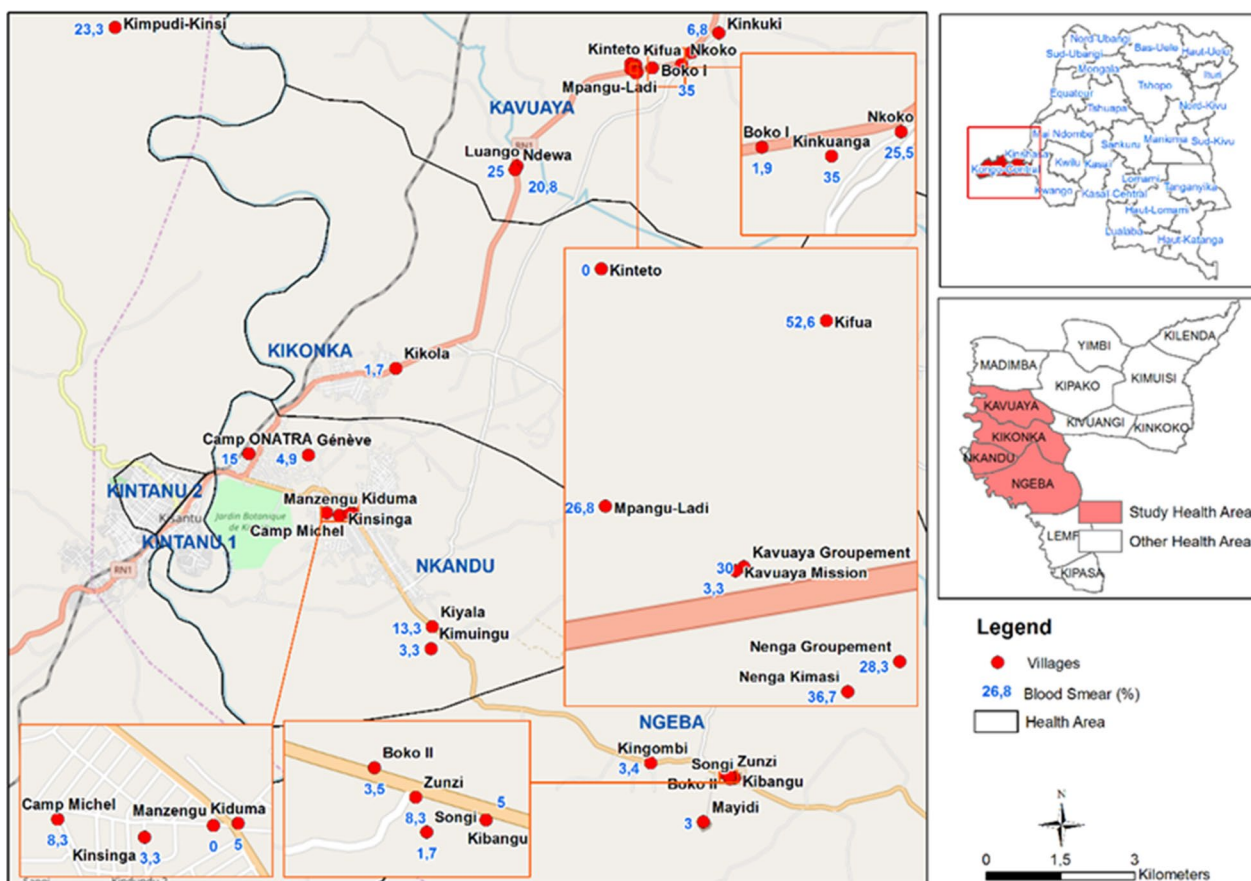 23,3
Kimpudi-Kinsi
6,8
Kinkuki
Kinteto
Kifua
Nkoko
Boko I
Mpangu-Ladi
35
KAVUAYA
RN1
Luango
Ndewa
25
20,8
Nkoko
Boko I
Kinkuanga
25,5
1,9
35
0
Kinteto
52,6
Kifua
26,8
Mpangu-Ladi
Kavuaya Groupement
30
Kavuaya Mission
3,3
Nenga Groupement
28,3
Nenga Kimasi
36,7
KIKONKA
Kikola
1,7
Camp ONATRA
Génève
15
4,9
KINTANU 2
Kisantu
Jardin Botanique
Manzengu
Kiduma
Kinsinga
Camp Michel
KINTANU 1
RN1
NKANDU
Kiyala
13,3
Kimuingu
3,3
NGEBA
Kingombi
3,4
Songi
Zunzi
Boko II
Kibangu
Mayidi
3
Camp Michel
Manzengu
Kiduma
8,3
Kinsinga
3,3
0
5
Boko II
3,5
Zunzi
5
8,3
Songi
Kibangu
1,7
Nord-Ubangi
Bas-Uele
Haut-Uele
Sud-Ubangi
Mongala
Ituri
Equateur
Tshopo
Tshuapa
Nord-Kivu
Mai Ndombe
Kinshasa
Sankuru
Maniema
Sud-Kivu
Kongo Central
Kwilu
Kasai
Lomami
Kwango
Kasai Central
Tanganyika
Haut-Lomami
Lualaba
Haut-Katanga
KILENDA
YIMBI
MADIMBA
KIMUISI
KIPAKO
KAVUAYA
KIVUANGI
KINKOKO
KIKONKA
NKANDU
NGEBA
Study Health Area
LEMF
Other Health Area
KIPASA
Legend
Villages
26,8
Blood Smear (%)
Health Area
N
0
1,5
3
Kilometers